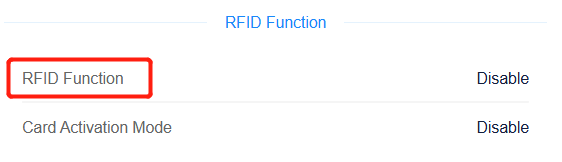 RFID Function
RFID Function Disable
Card Activation Mode Disable